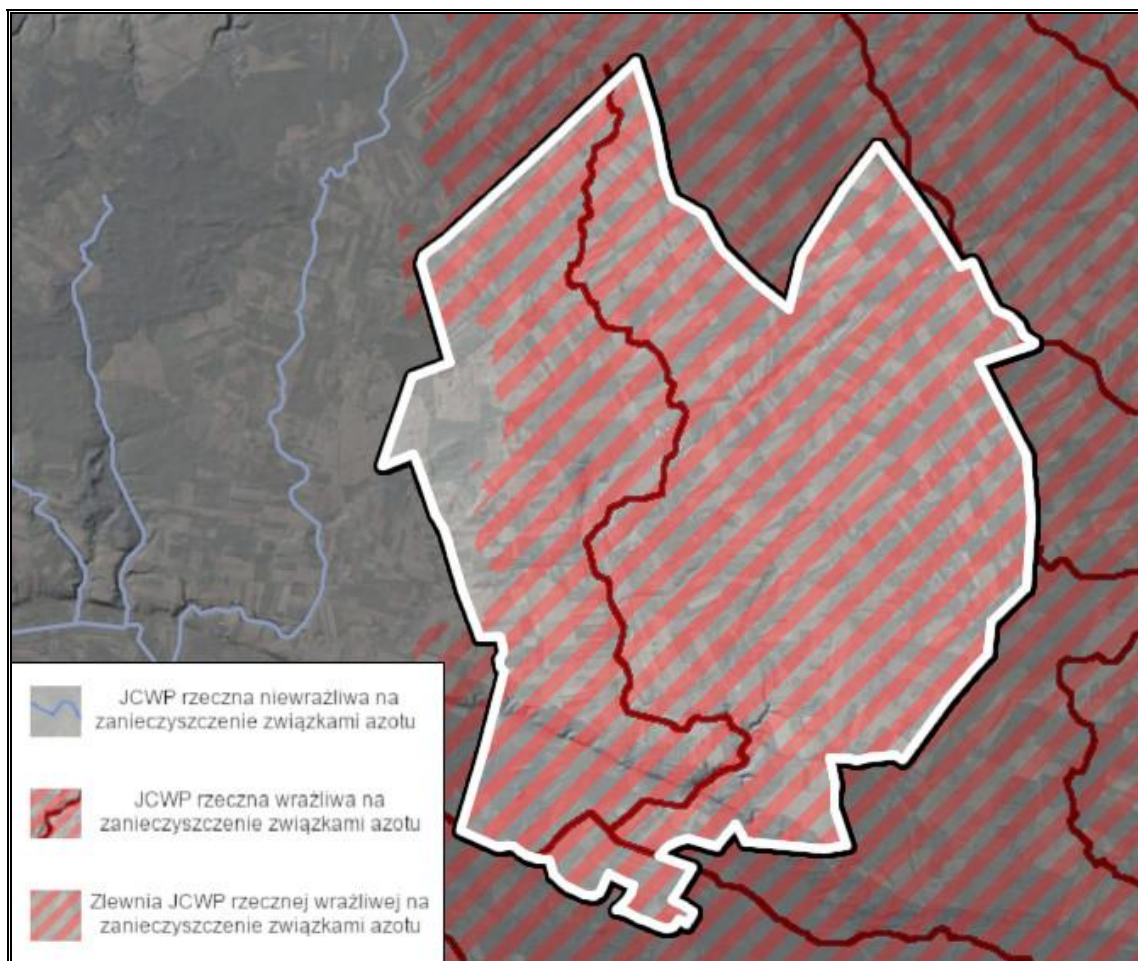 JCWP rzeczna niewrażliwa na
zanieczyszczenie związkami azotu
JCWP rzeczna wrażliwa na
zanieczyszczenie związkami azotu
Zlewnia JCWP rzecznej wrażliwej na
zanieczyszczenie związkami azotu